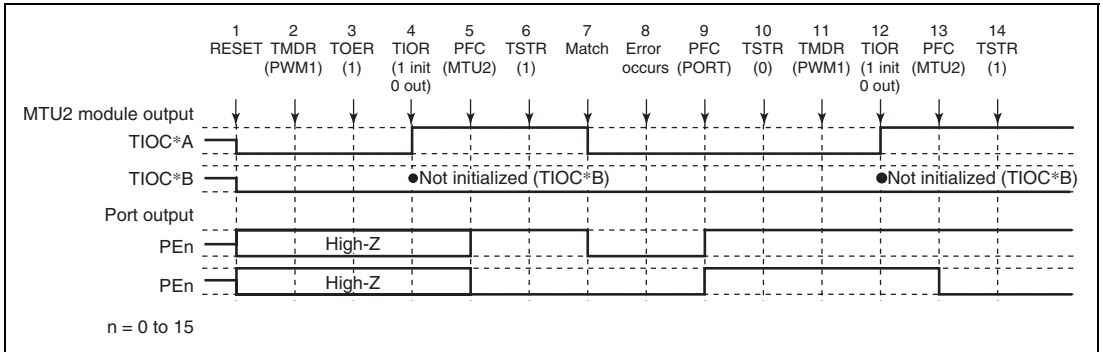 1 2 3 4 5 6 7 8 9 10 11 12 13 14
RESET TMDR TOER TIOR PFC TSTR Match Error PFC TSTR TMDR TIOR PFC TSTR
(PWM1) (1) (1 init (MTU2) (1) occurs (PORT) (0) (PWM1) (1 init (MTU2) (1)
0 out) 0 out)
MTU2 module output
TIOC*A
TIOC*B ●Not initialized (TIOC*B) ●Not initialized (TIOC*B)
Port output
PEn High-Z
PEn High-Z
n = 0 to 15